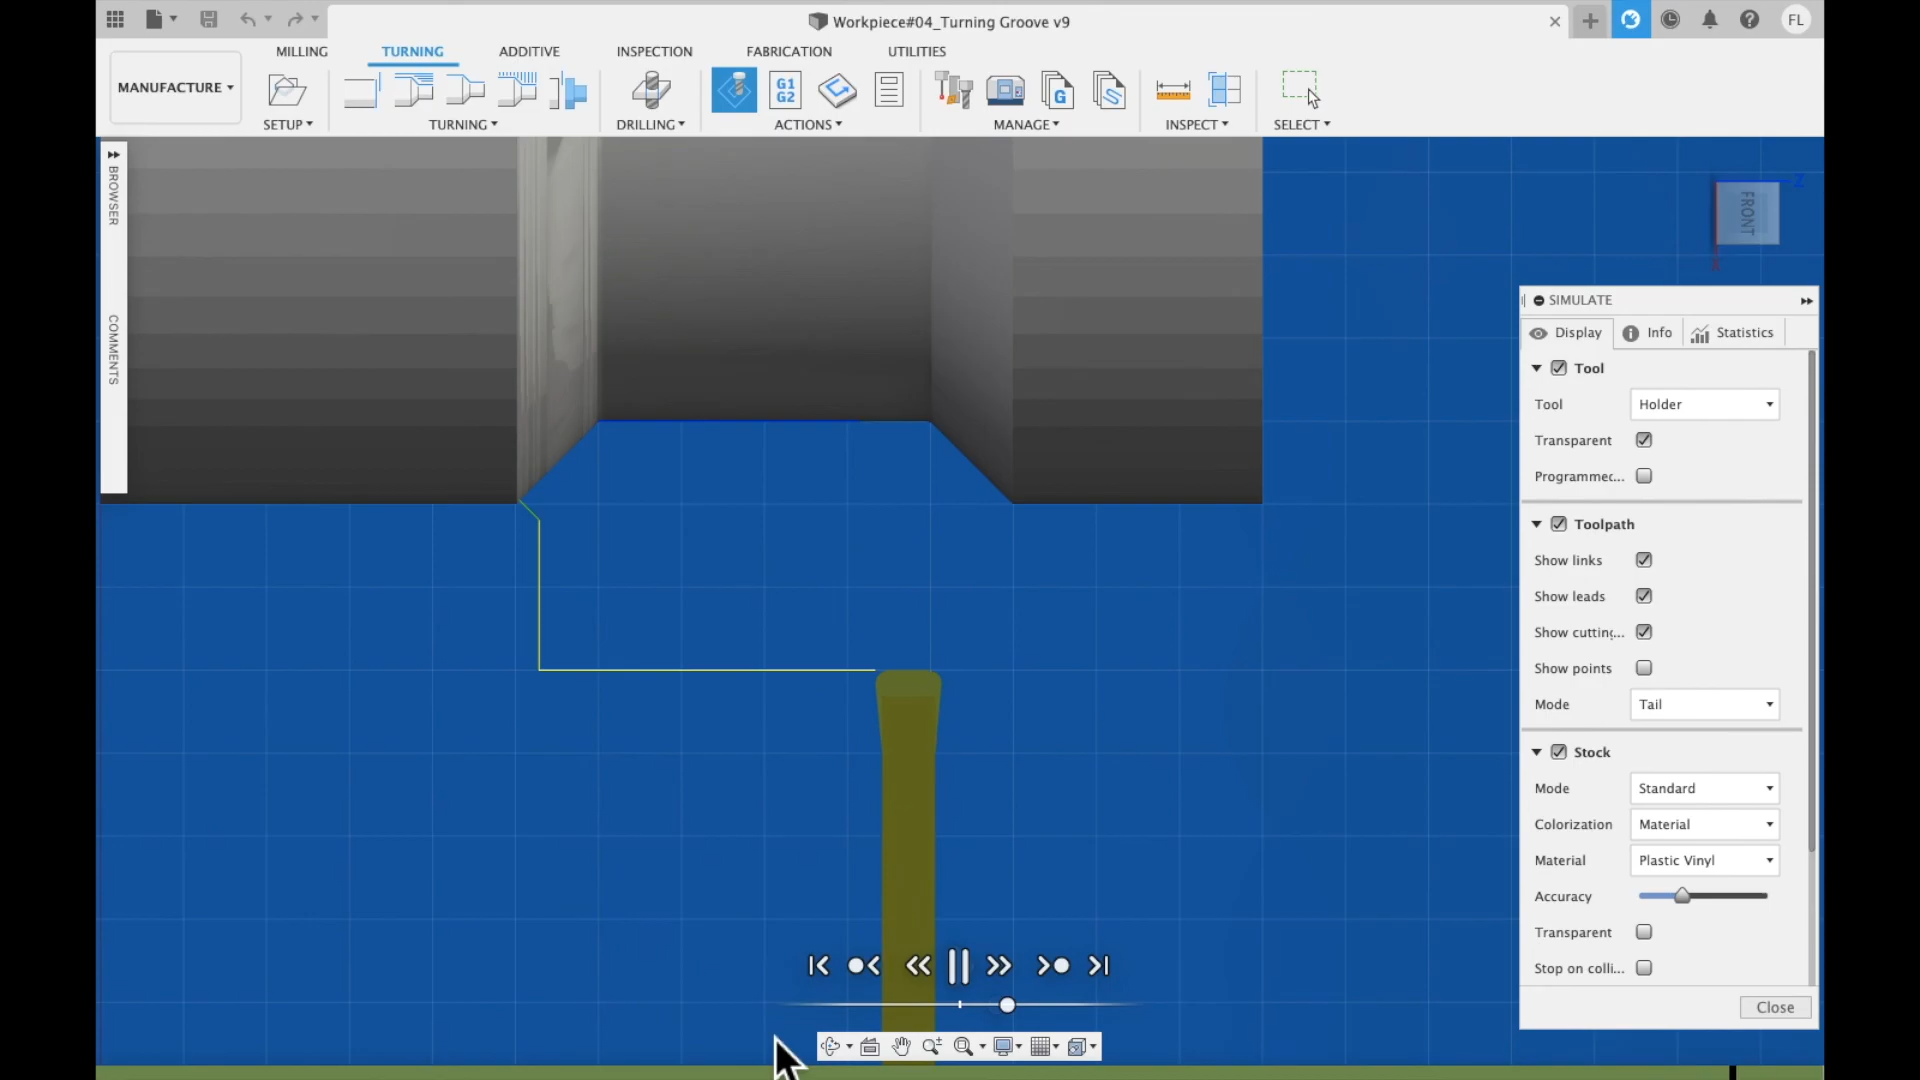 Workpiece#04_Turning Groove v9
FL
MILLING
TURNING
ADDITIVE
INSPECTION
FABRICATION
UTILITIES
MANUFACTURE
G1
G2
G
S
SETUP
TURNING
DRILLING
ACTIONS
MANAGE
INSPECT
SELECT
BROWSER
COMMENTS
Z
FRONT
SIMULATE
Display
Info
Statistics
Tool
Tool
Holder
Transparent
Programmec...
Toolpath
Show links
Show leads
Show cutting...
Show points
Mode
Tail
Stock
Mode
Standard
Colorization
Material
Material
Plastic Vinyl
Accuracy
Transparent
Stop on colli...
Close